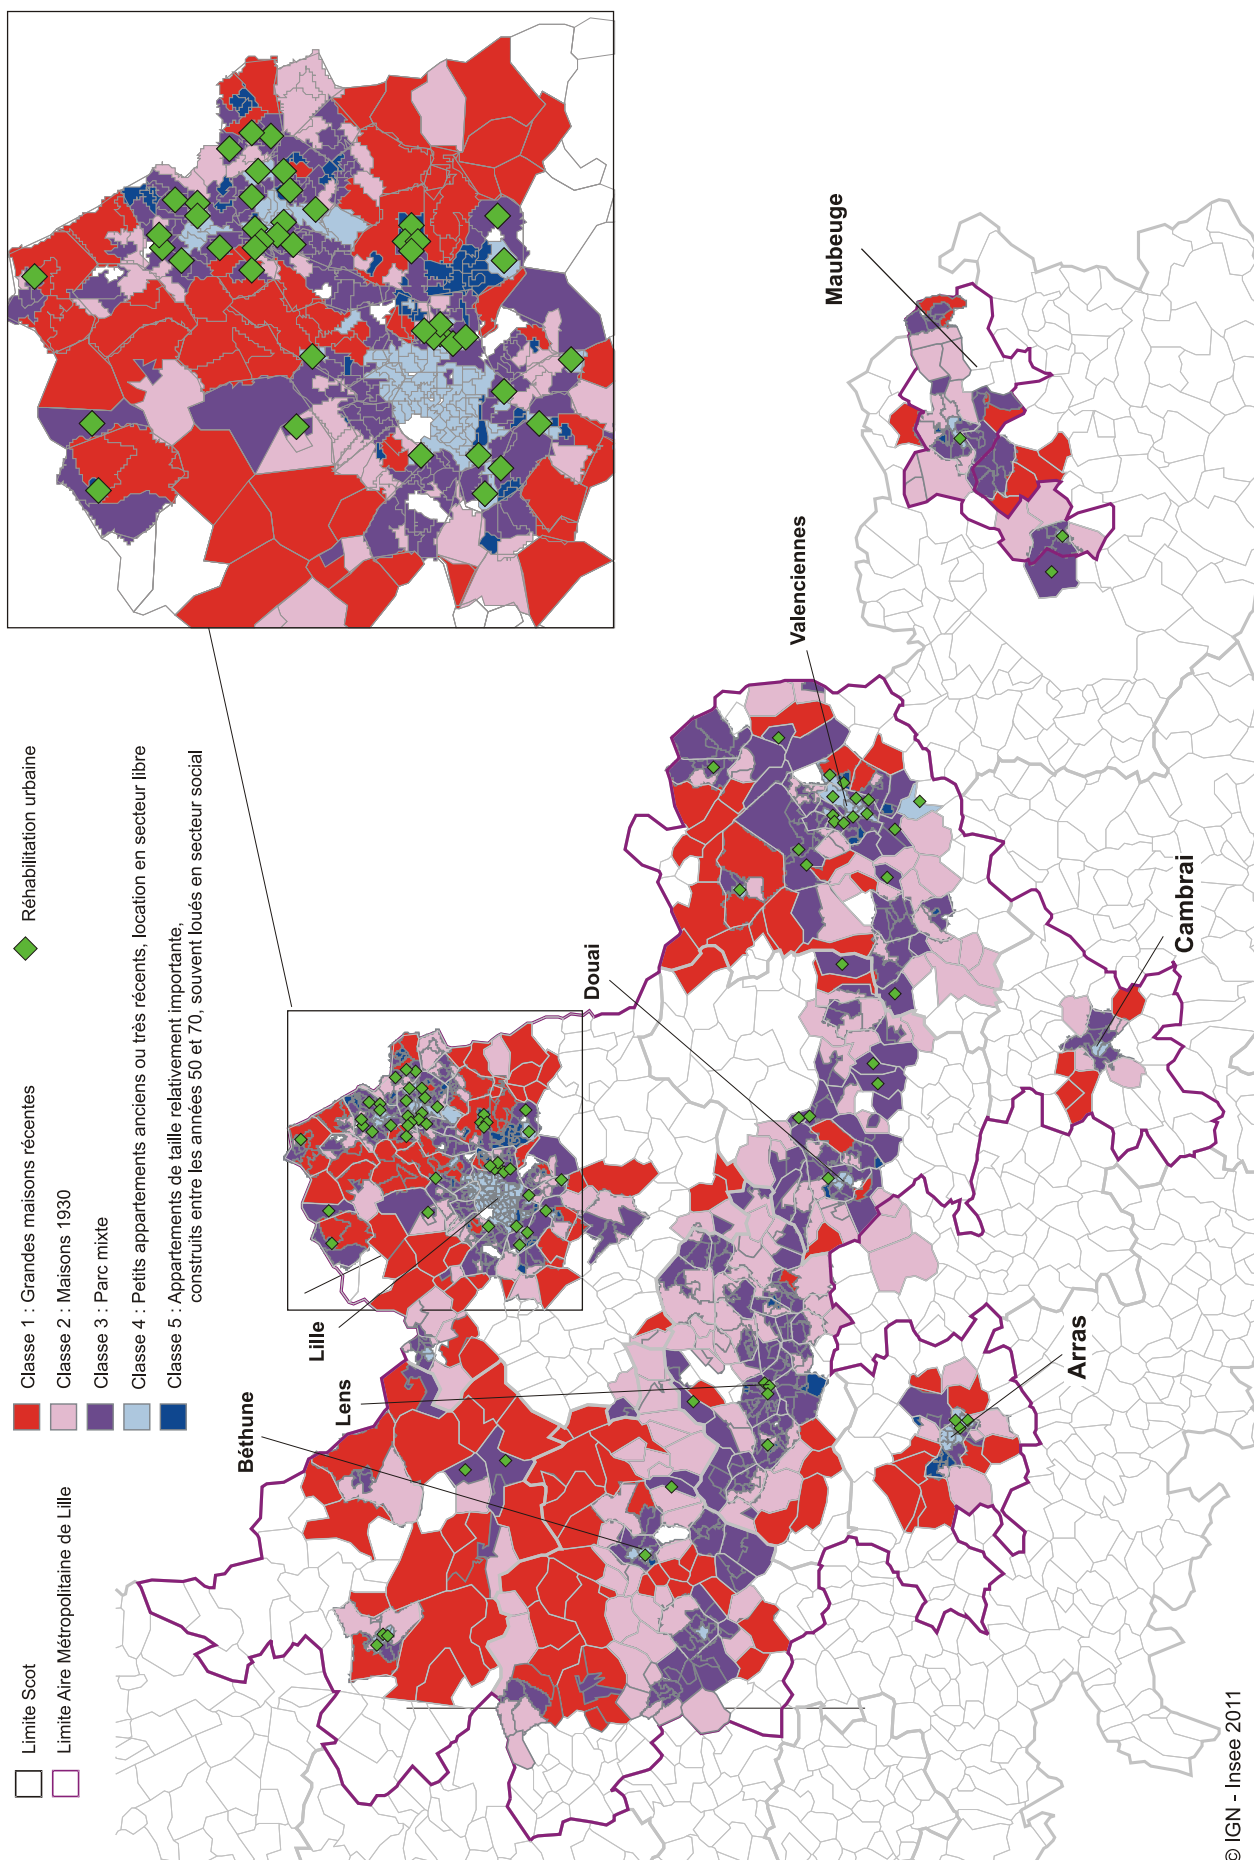 Limite Scot
Limite Aire Métropolitaine de Lille
Classe 1 : Grandes maisons récentes
Classe 2 : Maisons 1930
Classe 3 : Parc mixte
Classe 4 : Petits appartements anciens ou très récents, location en secteur libre
Classe 5 : Appartements de taille relativement importante,
construits entre les années 50 et 70, souvent loués en secteur social
Réhabilitation urbaine
Béthune
Lille
Lens
Douai
Valenciennes
Maubeuge
Arras
Cambrai
© IGN - Insee 2011